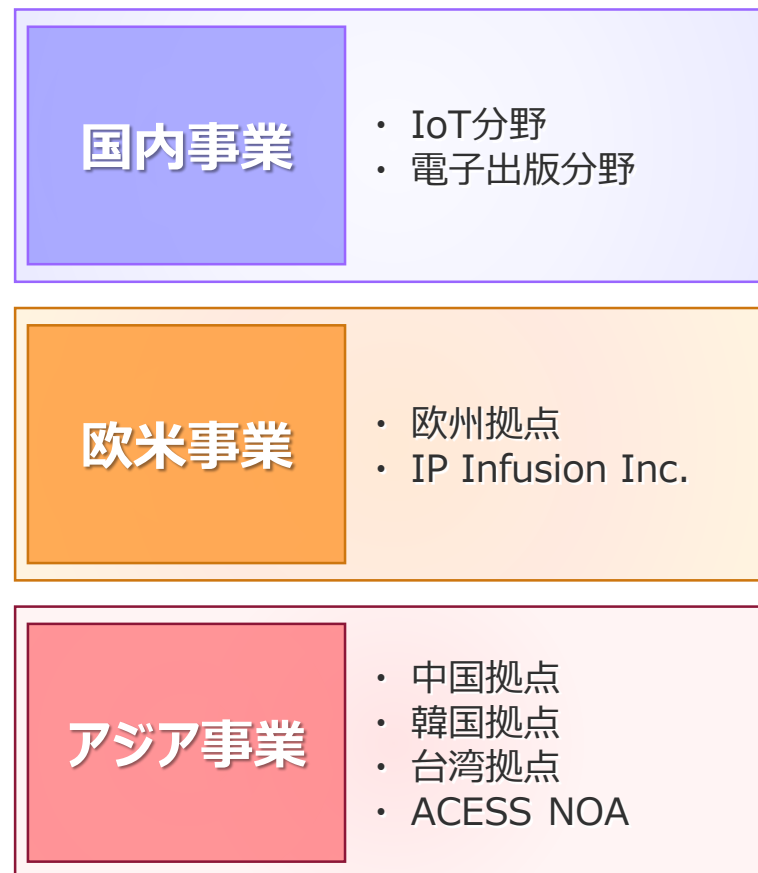 国内事業
・ IoT分野
・ 電子出版分野
欧米事業
・ 欧州拠点
・ IP Infusion Inc.
アジア事業
・ 中国拠点
・ 韓国拠点
・ 台湾拠点
・ ACESS NOA